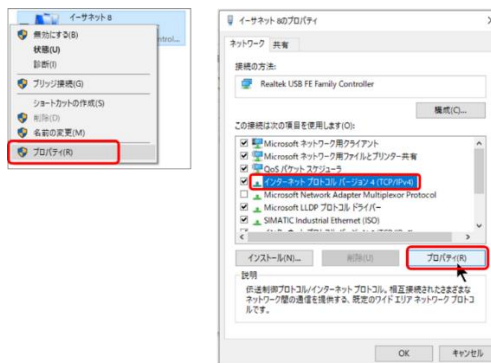 イーサネット 8
無効にする(B)
状態(U)
診断(I)
ブリッジ接続(G)
ショートカットの作成(S)
削除(D)
名前の変更(M)
プロパティ(R)
イーサネット 8のプロパティ
ネットワーク 共有
接続の方法:
Realtek USB FE Family Controller
構成(C)...
この接続は次の項目を使用します(O):
Microsoft ネットワーク用クライアント
Microsoft ネットワーク用ファイルとプリンター共有
QoS パケット スケジューラ
インターネット プロトコル バージョン 4 (TCP/IPv4)
Microsoft Network Adapter Multiplexor Protocol
Microsoft LLDP プロトコル ドライバー
SIMATIC Industrial Ethernet (ISO)
インストール(N)...
削除(U)
プロパティ(R)
説明
伝送制御プロトコル/インターネット プロトコル。相互接続されたさまざまな
ネットワーク間の通信を提供する、既定のワイド エリア ネットワーク プロトコ
ルです。
OK
キャンセル